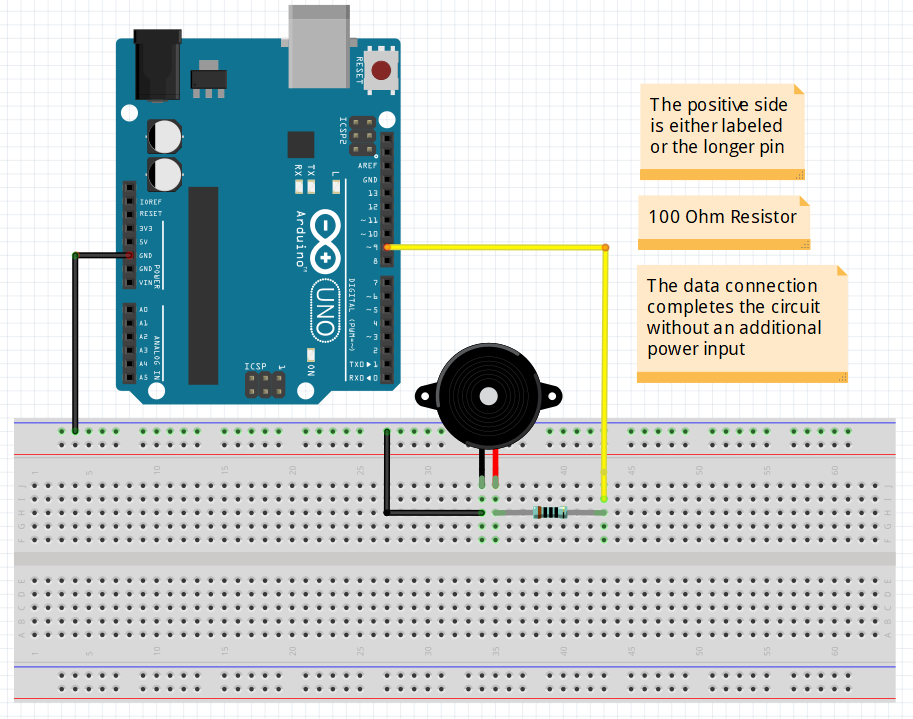 RESET
ICSP2
AREF
GND
13
12
~11
~10
~9
8
7
~6
~5
4
~3
2
TXD▶1
RXD◀0
DIGITAL (PWM=~)
RX
TX
L
Arduino™
UNO
ON
ICSP
1
IOREF
RESET
3V3
5V
GND
GND
VIN
POWER
A0
A1
A2
A3
A4
A5
ANALOG IN
The positive side
is either labeled
or the longer pin
100 Ohm Resistor
The data connection
completes the circuit
without an additional
power input
1 5 10 15 20 25 30 35 40 45 50 55 60
J
I
H
G
F
J
I
H
G
F
E
D
C
B
A
E
D
C
B
A
1 5 10 15 20 25 30 35 40 45 50 55 60